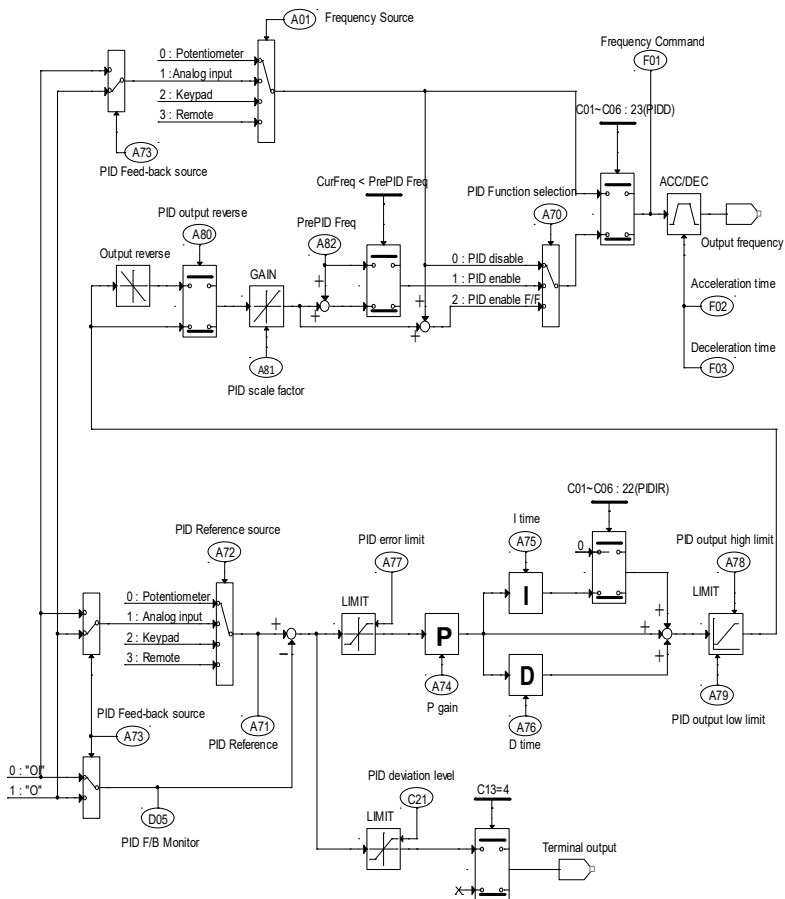 A01
Frequency Source
0 : Potentiometer
1 :Analog input
2 : Keypad
3 : Remote
A73
PID Feed-back source
Frequency Command
F01
C01~C06 : 23(PIDD)
ACC/DEC
Output frequency
Acceleration time
F02
Deceleration time
F03
CurFreq < PrePID Freq
PID Function selection
A70
0 : PID disable
1 : PID enable
2 : PID enable F/F
PID output reverse
A80
Output reverse
GAIN
A81
PID scale factor
PrePID Freq
A82
+
+
+
+
C01~C06 : 22(PIDIR)
0
I time
A75
I
PID output high limit
A78
LIMIT
A79
PID output low limit
PID Reference source
A72
0 : Potentiometer
1 : Analog input
2 : Keypad
3 : Remote
PID error limit
A77
LIMIT
P
A74
P gain
D
A76
D time
+
+
+
+
−
A71
PID Reference
PID Feed-back source
A73
0 : "OI"
1 : "O"
D05
PID F/B Monitor
PID deviation level
C21
LIMIT
C13=4
Terminal output
X